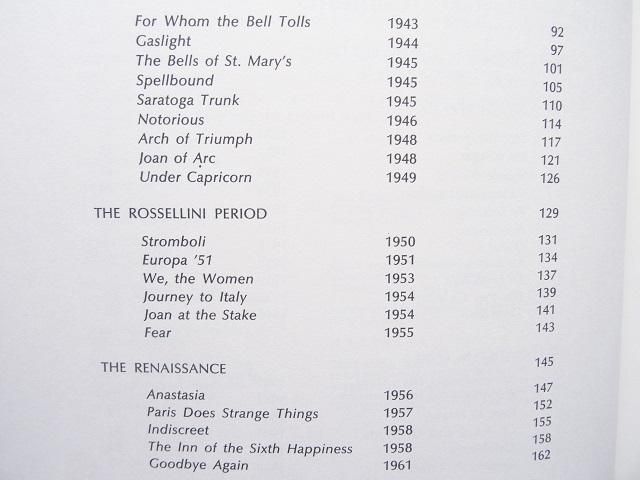 For Whom the Bell Tolls 1943 92
Gaslight 1944 97
The Bells of St. Mary's 1945 101
Spellbound 1945 105
Saratoga Trunk 1945 110
Notorious 1946 114
Arch of Triumph 1948 117
Joan of Arc 1948 121
Under Capricorn 1949 126
THE ROSSELLINI PERIOD 129
Stromboli 1950 131
Europa '51 1951 134
We, the Women 1953 137
Journey to Italy 1954 139
Joan at the Stake 1954 141
Fear 1955 143
THE RENAISSANCE 145
Anastasia 1956 147
Paris Does Strange Things 1957 152
Indiscreet 1958 155
The Inn of the Sixth Happiness 1958 158
Goodbye Again 1961 162